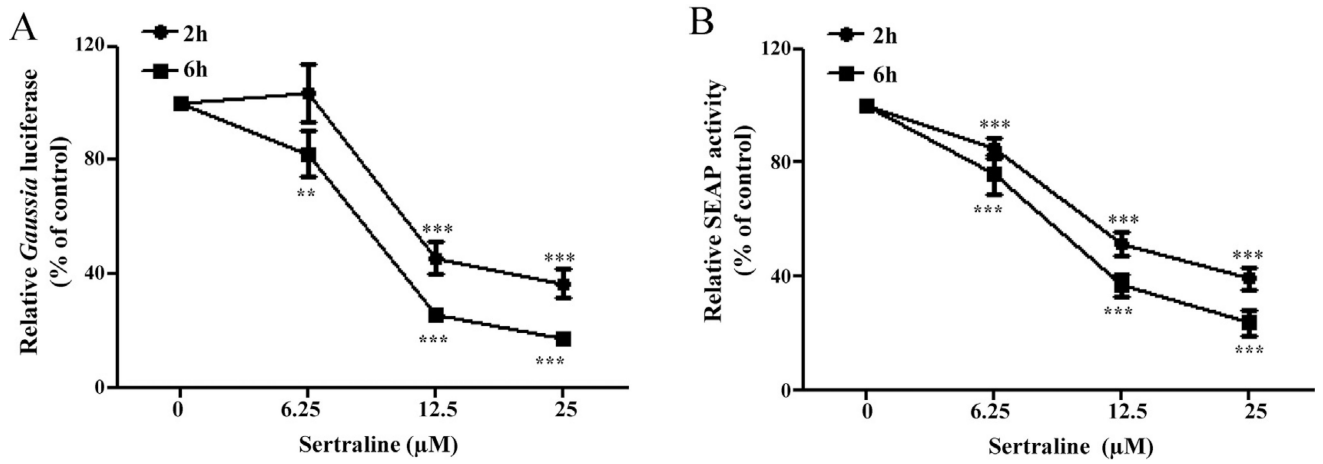 A
2h
6h
Relative Gaussia luciferase
(% of control)
120
80
40
0
**
***
***
***
***
0 6.25 12.5 25
Sertraline (μM)
B
2h
6h
Relative SEAP activity
(% of control)
120
80
40
0
***
***
***
***
***
***
0 6.25 12.5 25
Sertraline (μM)